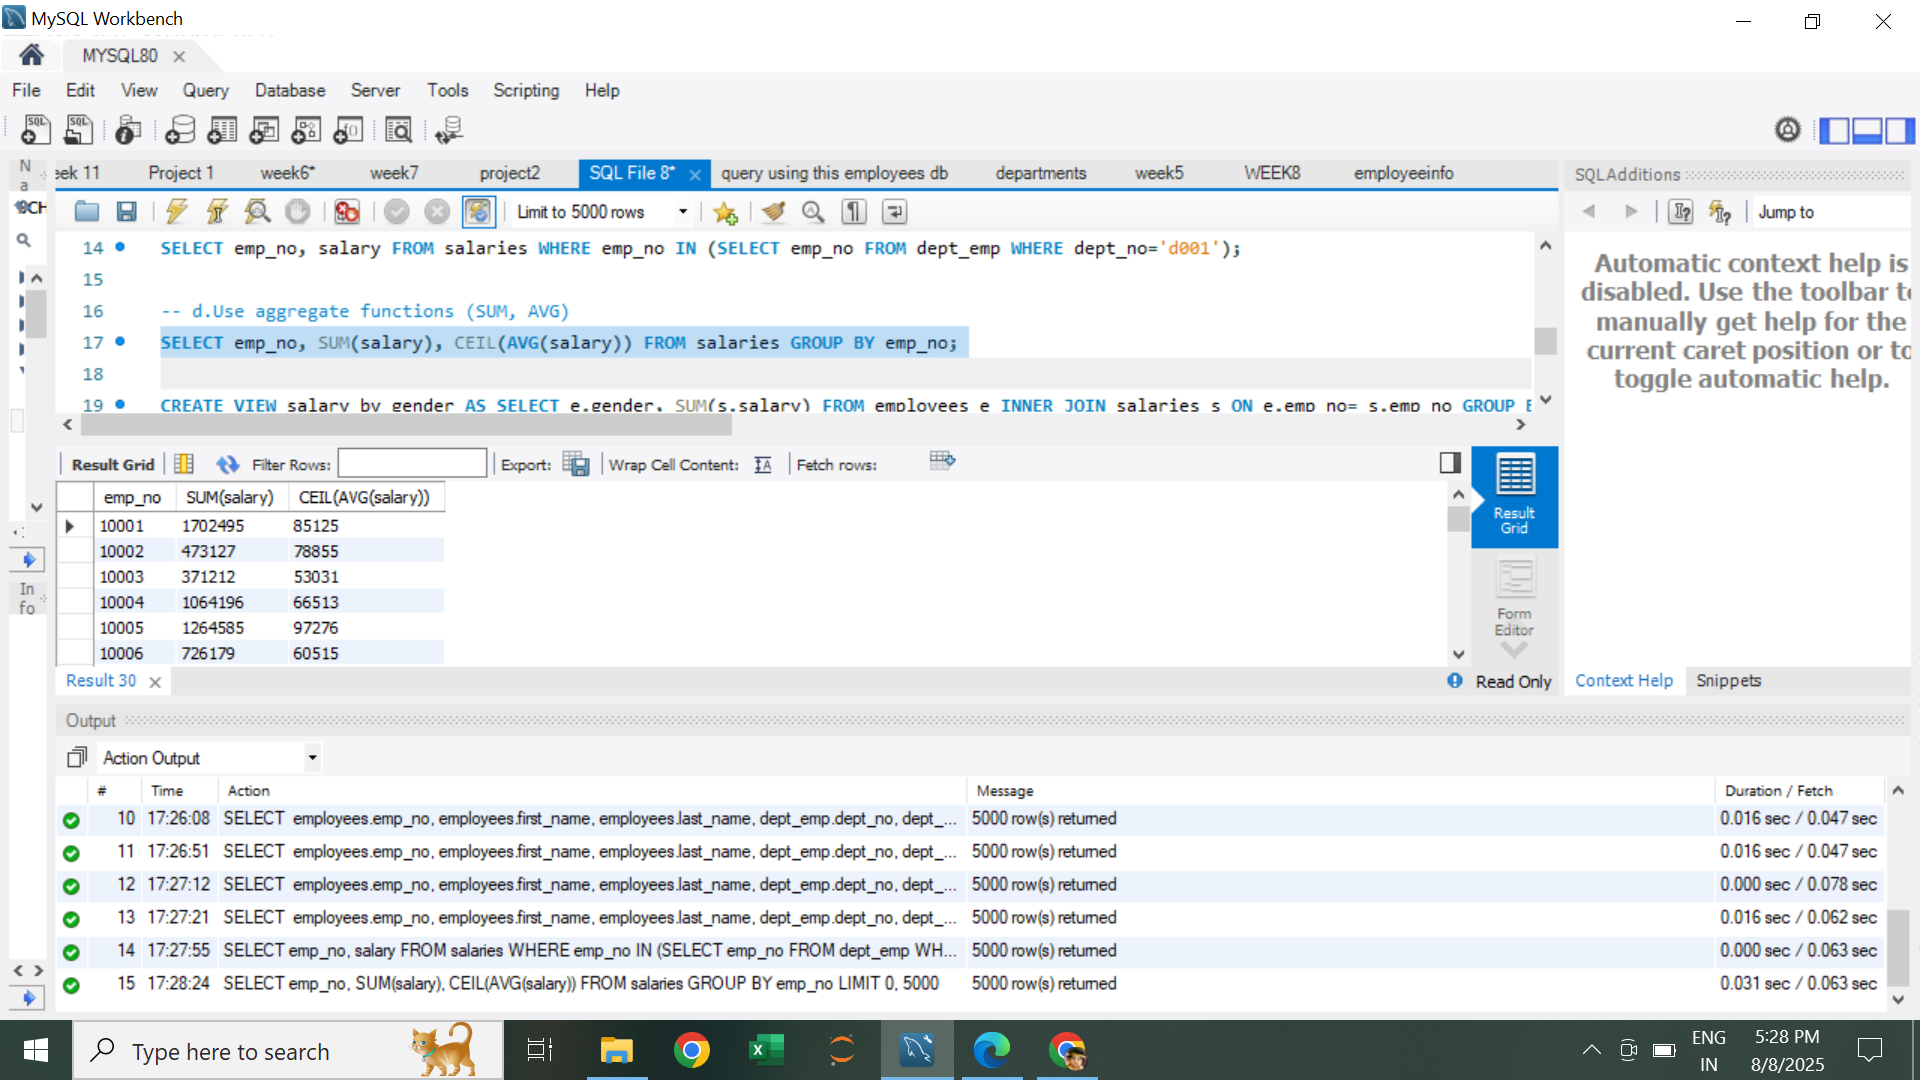 MySQL Workbench
MYSQL80
File Edit View Query Database Server Tools Scripting Help
N
a
CH
eek 11 Project 1 week6* week7 project2 SQL File 8* query using this employees db departments week5 WEEK8 employeeinfo
SQLAdditions
Limit to 5000 rows
Jump to
14 SELECT emp_no, salary FROM salaries WHERE emp_no IN (SELECT emp_no FROM dept_emp WHERE dept_no='d001');
15
16 -- d.Use aggregate functions (SUM, AVG)
17 SELECT emp_no, SUM(salary), CEIL(AVG(salary)) FROM salaries GROUP BY emp_no;
18
19 CREATE VIEW salary_by_gender AS SELECT e.gender, SUM(s.salary) FROM employees e INNER JOIN salaries s ON e.emp_no= s.emp_no GROUP
Automatic context help is
disabled. Use the toolbar to
manually get help for the
current caret position or to
toggle automatic help.
Result Grid Filter Rows: Export: Wrap Cell Content: Fetch rows:
emp_no SUM(salary) CEIL(AVG(salary))
10001 1702495 85125
10002 473127 78855
10003 371212 53031
10004 1064196 66513
10005 1264585 97276
10006 726179 60515
Result
Grid
Form
Editor
In
fo
Result 30
Read Only
Context Help Snippets
Output
Action Output
# Time Action Message Duration / Fetch
10 17:26:08 SELECT employees.emp_no, employees.first_name, employees.last_name, dept_emp.dept_no, dept_... 5000 row(s) returned 0.016 sec / 0.047 sec
11 17:26:51 SELECT employees.emp_no, employees.first_name, employees.last_name, dept_emp.dept_no, dept_... 5000 row(s) returned 0.016 sec / 0.047 sec
12 17:27:12 SELECT employees.emp_no, employees.first_name, employees.last_name, dept_emp.dept_no, dept_... 5000 row(s) returned 0.000 sec / 0.078 sec
13 17:27:21 SELECT employees.emp_no, employees.first_name, employees.last_name, dept_emp.dept_no, dept_... 5000 row(s) returned 0.016 sec / 0.062 sec
14 17:27:55 SELECT emp_no, salary FROM salaries WHERE emp_no IN (SELECT emp_no FROM dept_emp WH... 5000 row(s) returned 0.000 sec / 0.063 sec
15 17:28:24 SELECT emp_no, SUM(salary), CEIL(AVG(salary)) FROM salaries GROUP BY emp_no LIMIT 0, 5000 5000 row(s) returned 0.031 sec / 0.063 sec
Type here to search
ENG
IN
5:28 PM
8/8/2025